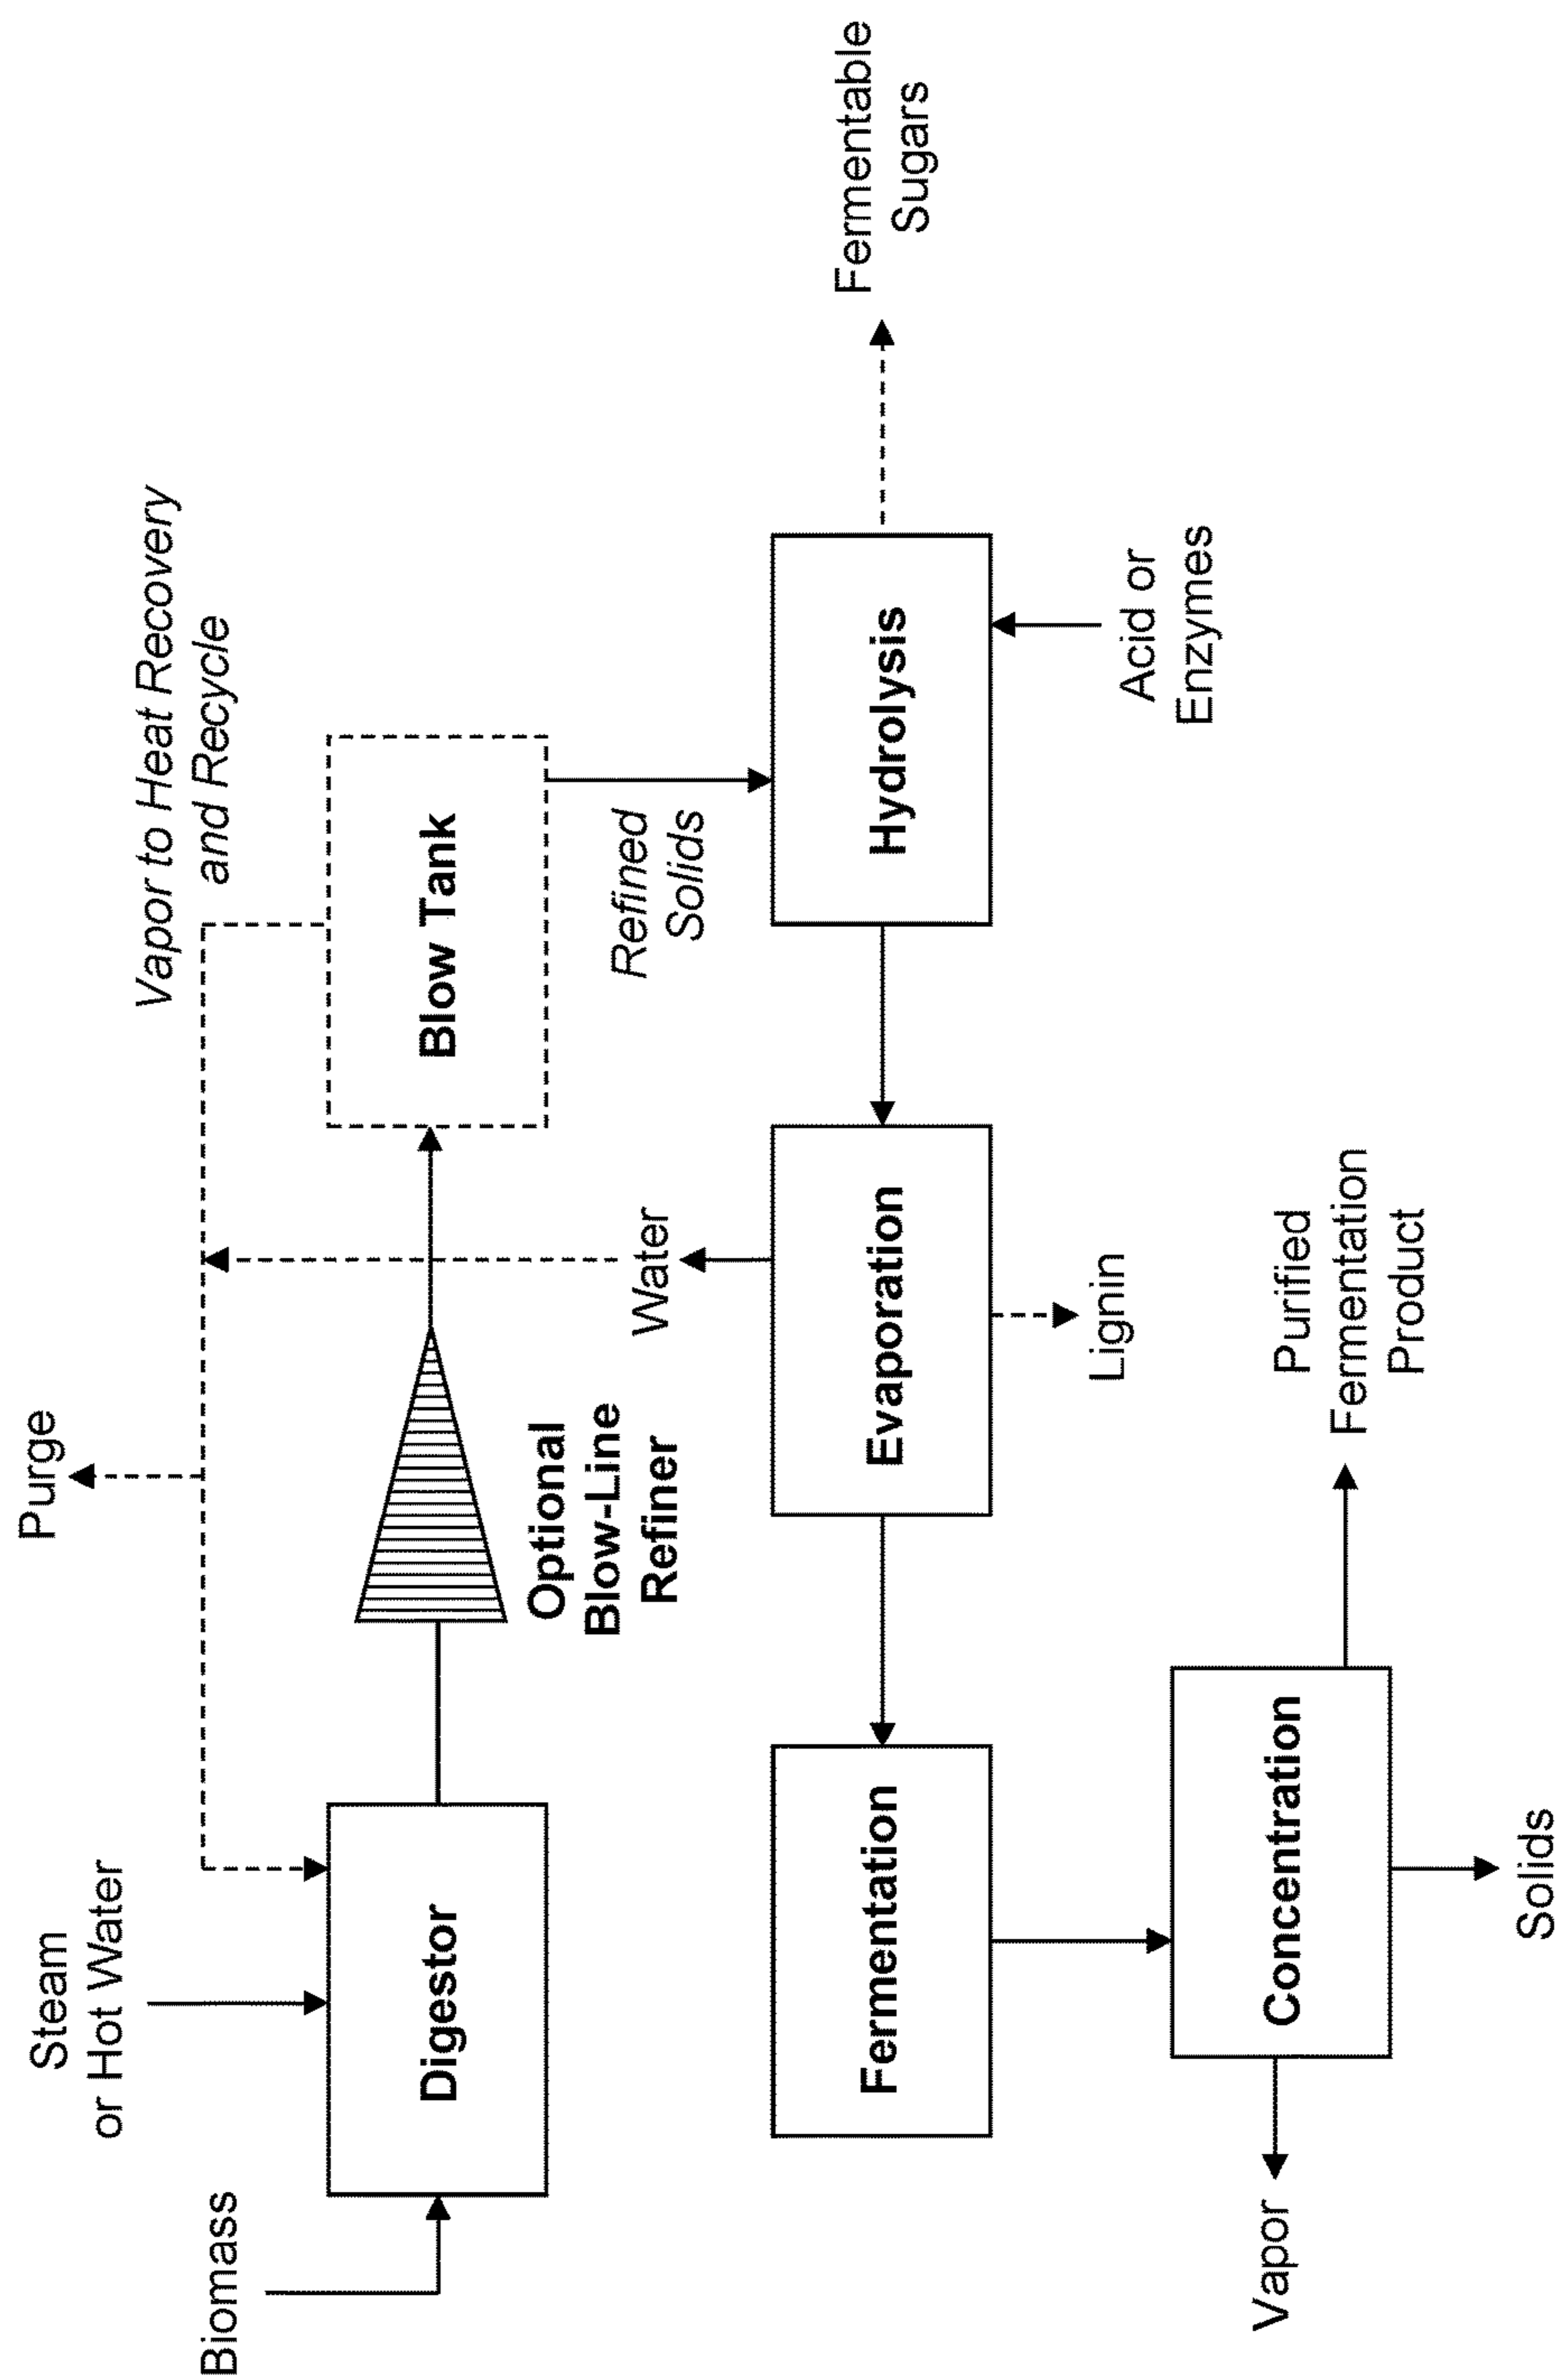 Biomass
Steam
or Hot Water
Purge
Vapor to Heat Recovery
and Recycle
Digestor
Optional
Blow-Line
Refiner
Blow Tank
Refined
Solids
Water
Fermentation
Evaporation
Hydrolysis
Fermentable
Sugars
Lignin
Acid or
Enzymes
Vapor
Concentration
Purified
Fermentation
Product
Solids